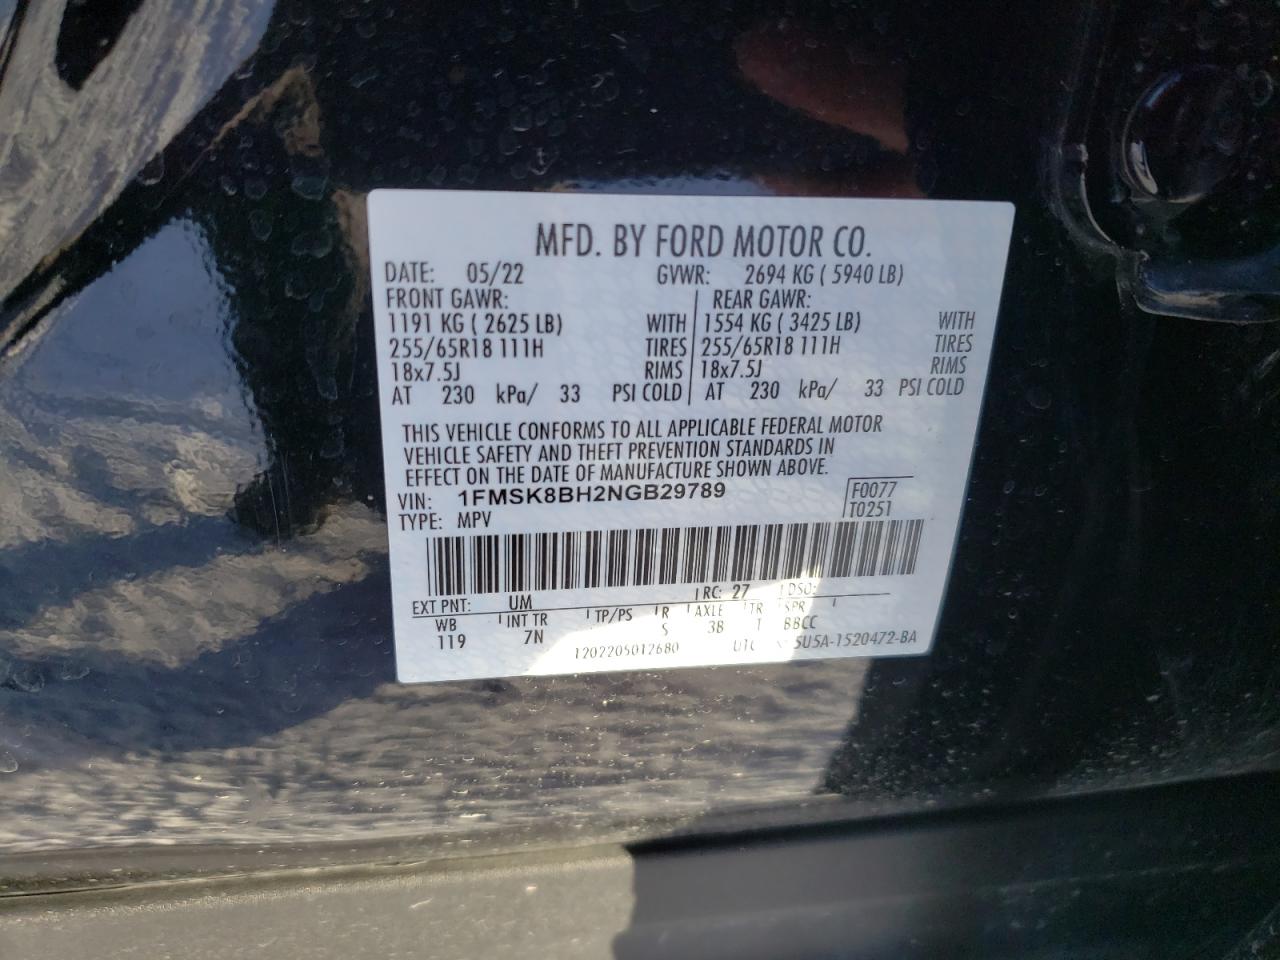 MFD. BY FORD MOTOR CO.
DATE: 05/22 GVWR: 2694 KG ( 5940 LB)
FRONT GAWR: REAR GAWR:
1191 KG ( 2625 LB) WITH 1554 KG ( 3425 LB) WITH
255/65R18 111H TIRES 255/65R18 111H TIRES
18x7.5J RIMS 18x7.5J RIMS
AT 230 kPa/ 33 PSI COLD AT 230 kPa/ 33 PSI COLD
THIS VEHICLE CONFORMS TO ALL APPLICABLE FEDERAL MOTOR
VEHICLE SAFETY AND THEFT PREVENTION STANDARDS IN
EFFECT ON THE DATE OF MANUFACTURE SHOWN ABOVE.
VIN: 1FMSK8BH2NGB29789 F0077
TYPE: MPV T0251
EXT PNT: UM RC: 27 DSO:
WB INT TR TP/PS R AXLE TR SPR
119 7N S 3B T BBCC
1202205012680 5U5A-1520472-BA